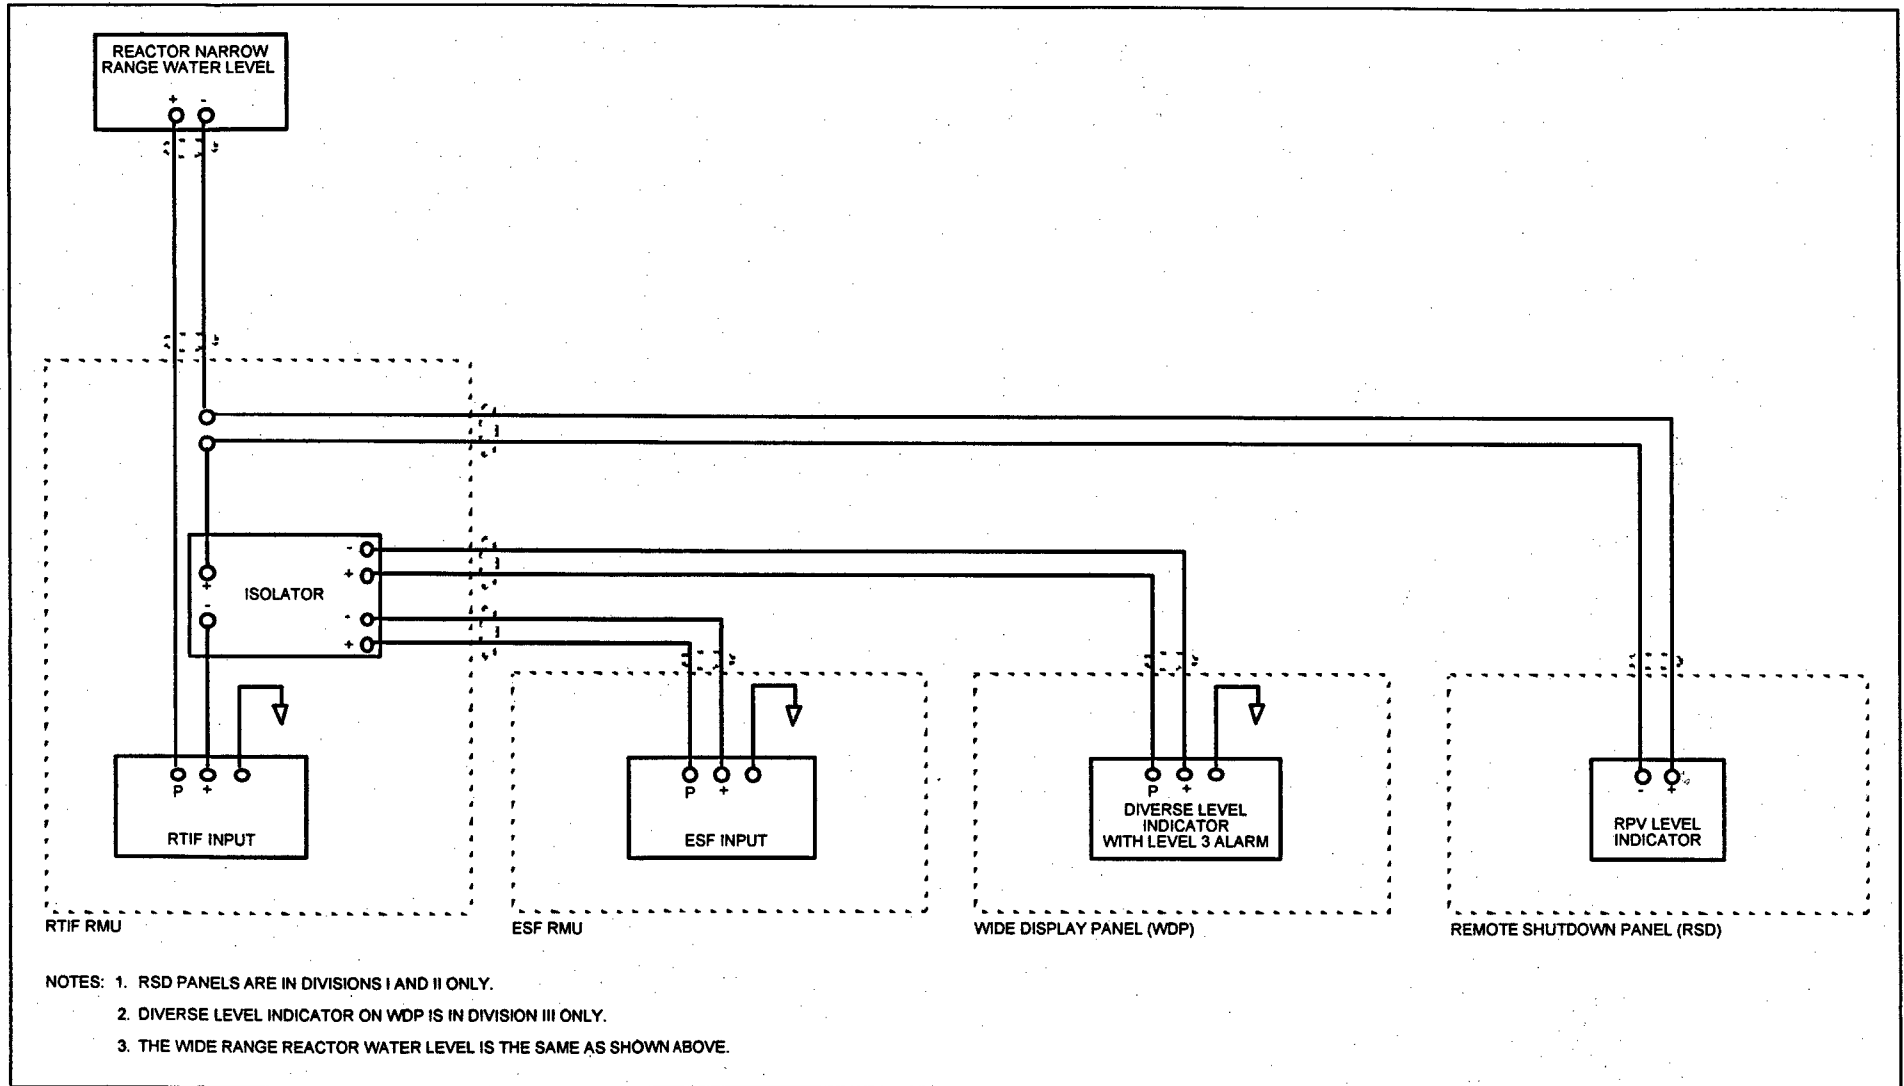 REACTOR NARROW
RANGE WATER LEVEL
+ -
-
+
+
-
ISOLATOR
-
+
P +
RTIF INPUT
P +
ESF INPUT
P +
DIVERSE LEVEL
INDICATOR
WITH LEVEL 3 ALARM
- +
RPV LEVEL
INDICATOR
RTIF RMU
ESF RMU
WIDE DISPLAY PANEL (WDP)
REMOTE SHUTDOWN PANEL (RSD)
NOTES: 1. RSD PANELS ARE IN DIVISIONS I AND II ONLY.
2. DIVERSE LEVEL INDICATOR ON WDP IS IN DIVISION III ONLY.
3. THE WIDE RANGE REACTOR WATER LEVEL IS THE SAME AS SHOWN ABOVE.